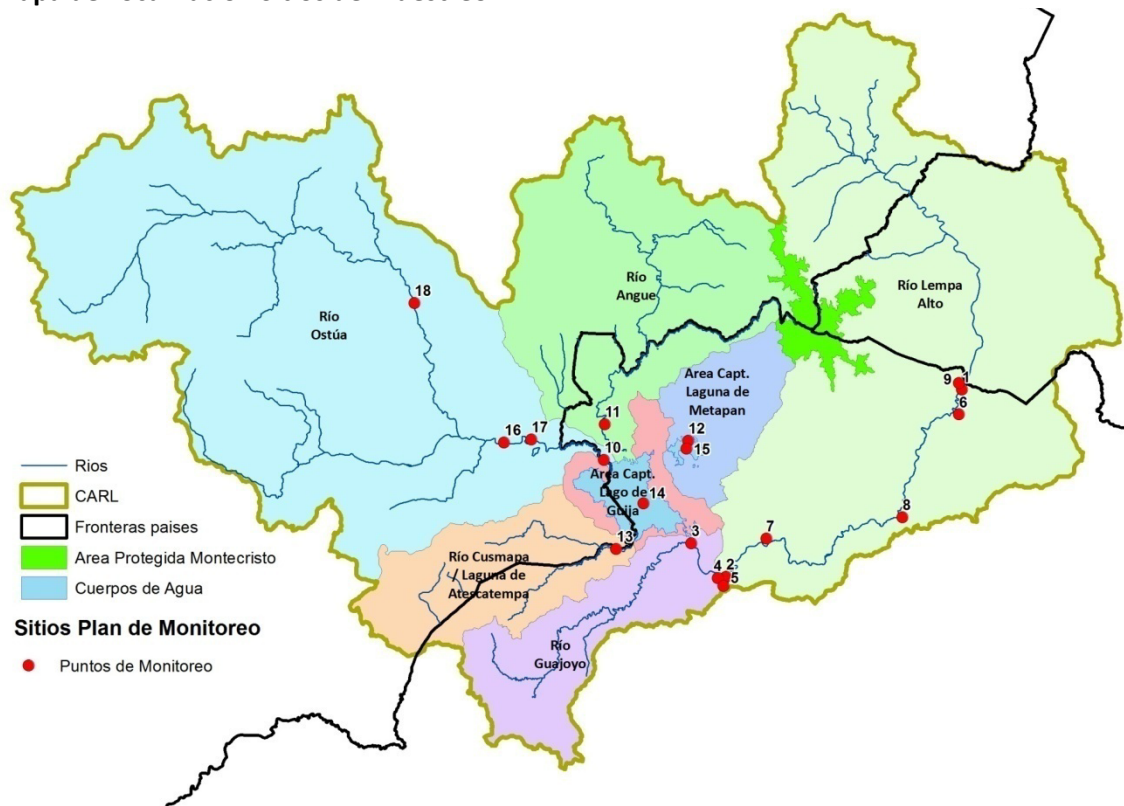 18
Río
Ostúa
Río
Angue
Río Lempa
Alto
Area Capt.
Laguna de
Metapan
9
1
6
11
12
15
16
17
10
Area Capt.
Lago de
Guija
14
8
7
3
13
Río Cusmapa
/ Laguna de
Atescatempa
4
2
5
Río
Guajoyo
Rios
CARL
Fronteras paises
Area Protegida Montecristo
Cuerpos de Agua
Sitios Plan de Monitoreo
Puntos de Monitoreo